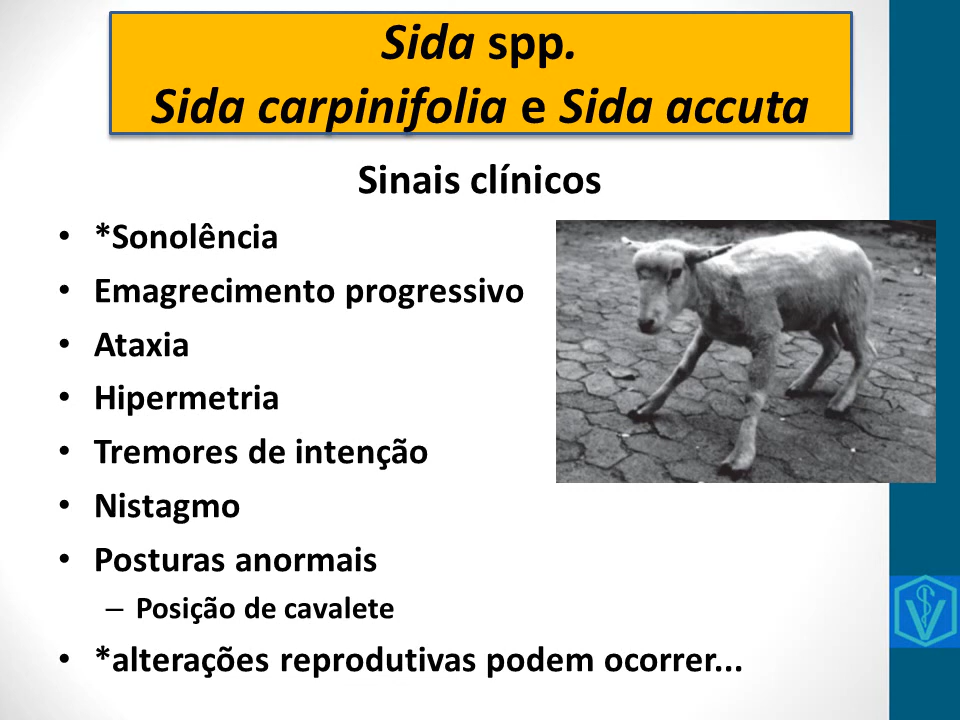 Sida spp.
Sida carpinifolia e Sida accuta
Sinais clínicos
• *Sonolência
• Emagrecimento progressivo
• Ataxia
• Hipermetria
• Tremores de intenção
• Nistagmo
• Posturas anormais
– Posição de cavalete
• *alterações reprodutivas podem ocorrer...
V